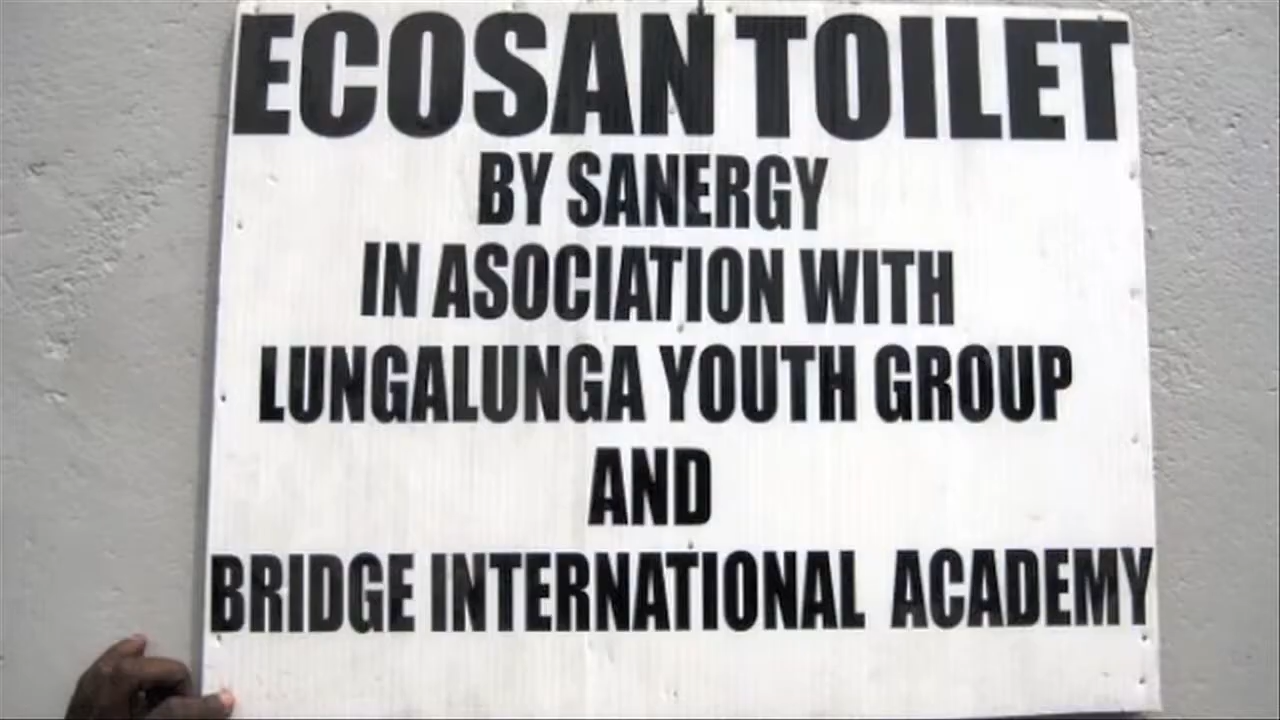 ECOSAN TOILET
BY SANERGY
IN ASOCIATION WITH
LUNGALUNGA YOUTH GROUP
AND
BRIDGE INTERNATIONAL ACADEMY